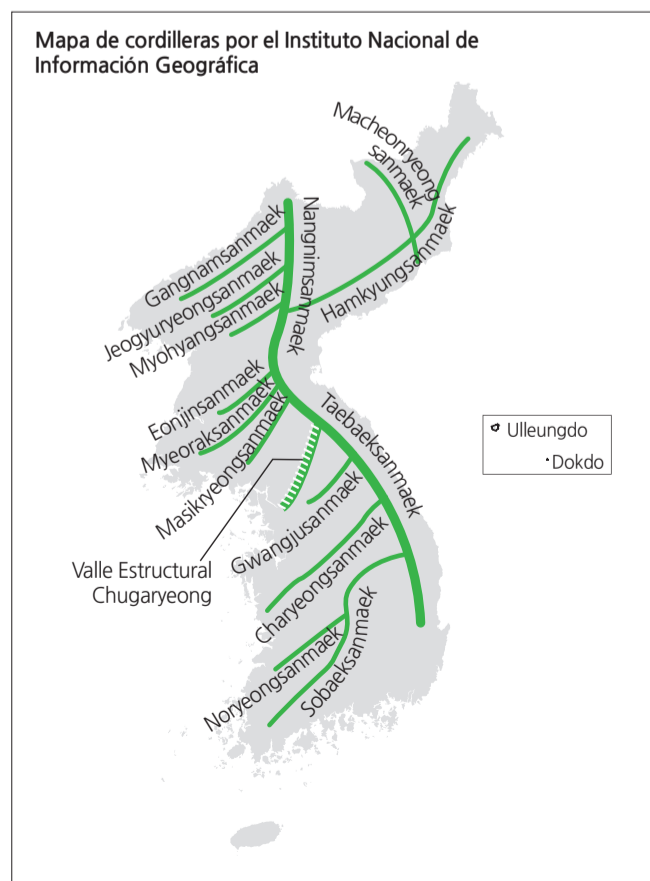 Mapa de cordilleras por el Instituto Nacional de
Información Geográfica
Macheonryeong
sanmaek
Nangnimsanmaek
Gangnamsanmaek
Jeogyuryeongsanmaek
Myohyangsanmaek
Hamkyungsanmaek
Eonjinsanmaek
Myeoraksanmaek
Masikryeongsanmaek
Taebaeksanmaek
Ulleungdo
Dokdo
Gwangjusanmaek
Valle Estructural
Chugaryeong
Charyeongsanmaek
Noryeongsanmaek
Sobaeksanmaek